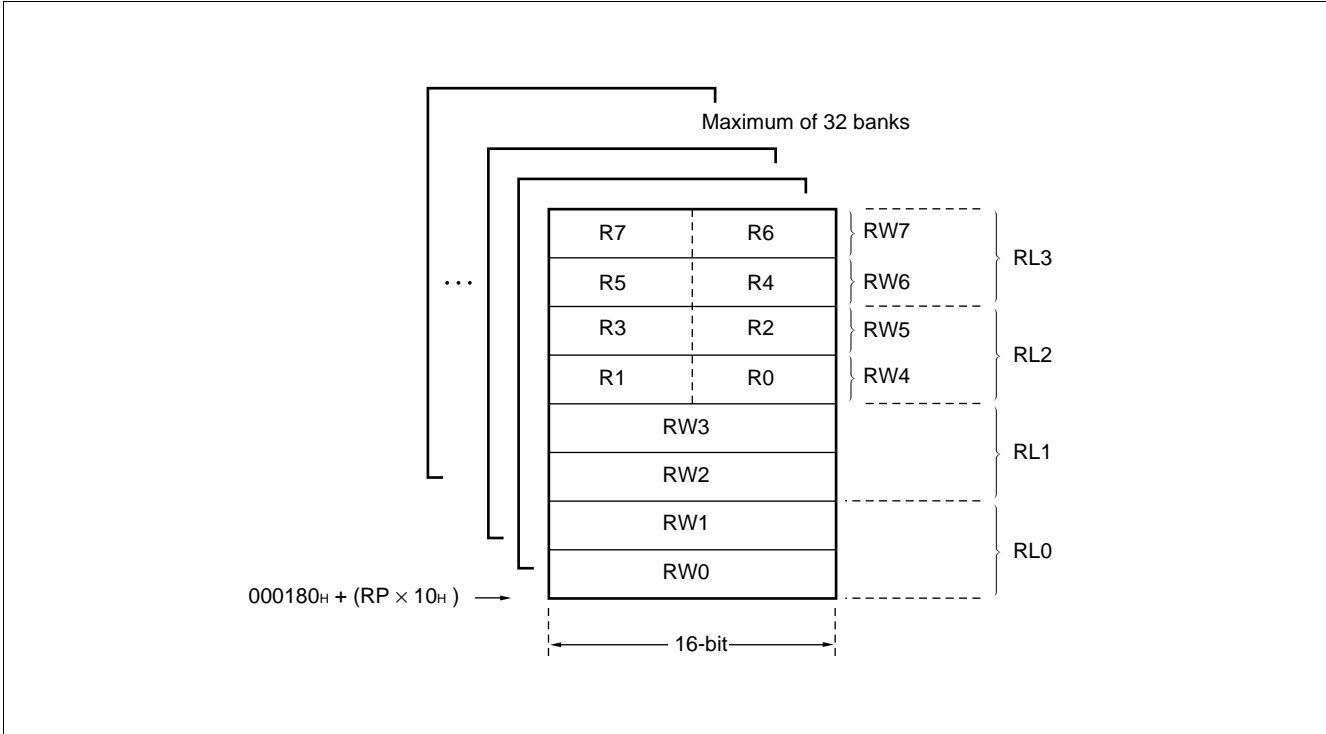 Maximum of 32 banks
R7 R6 RW7
RL3
. . . R5 R4 RW6
R3 R2 RW5
RL2
R1 R0 RW4
RW3
RL1
RW2
RW1
RL0
RW0
000180H + (RP × 10H )
16-bit